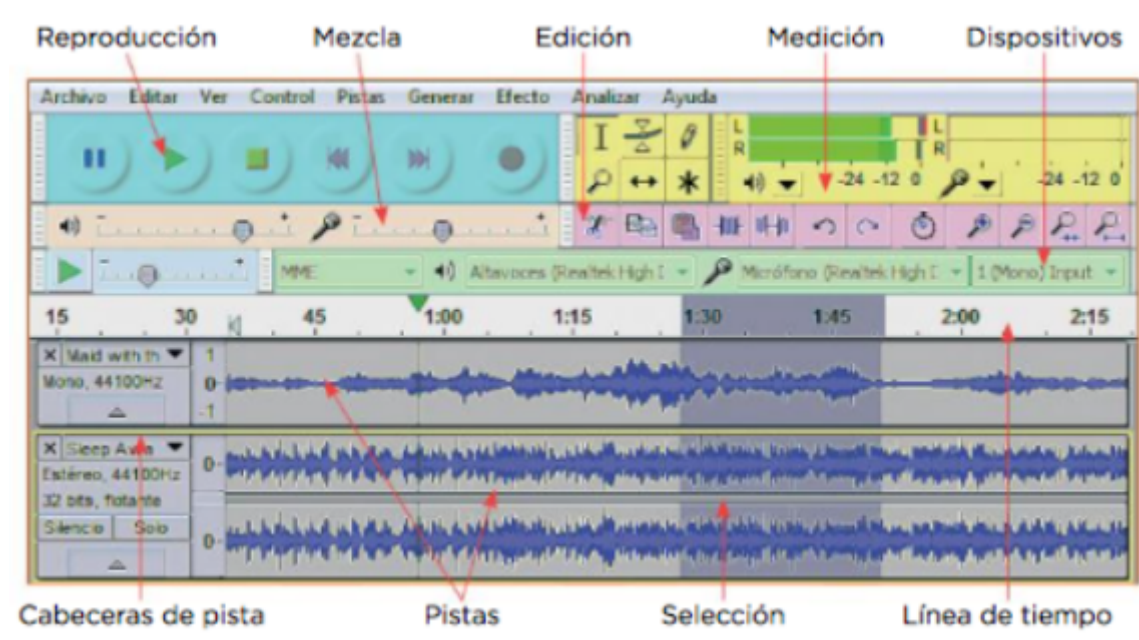 Reproducción Mezcla Edición Medición Dispositivos
Archivo Editar Ver Control Pistas Generar Efecto Analizar Ayuda
L L
R R
-24 -12 0 -24 -12 0
- + - +
- + MME Altavoces (Realtek High D Micrófono (Realtek High D 1 (Mono) Input
15 30 45 1:00 1:15 1:30 1:45 2:00 2:15
X Maid with th 1
Mono, 44100Hz 0-
-1
X Sleep Awa
Estéreo, 44100Hz 0-
32 bits, flotante
Silencio Solo
0-
Cabeceras de pista Pistas Selección Línea de tiempo